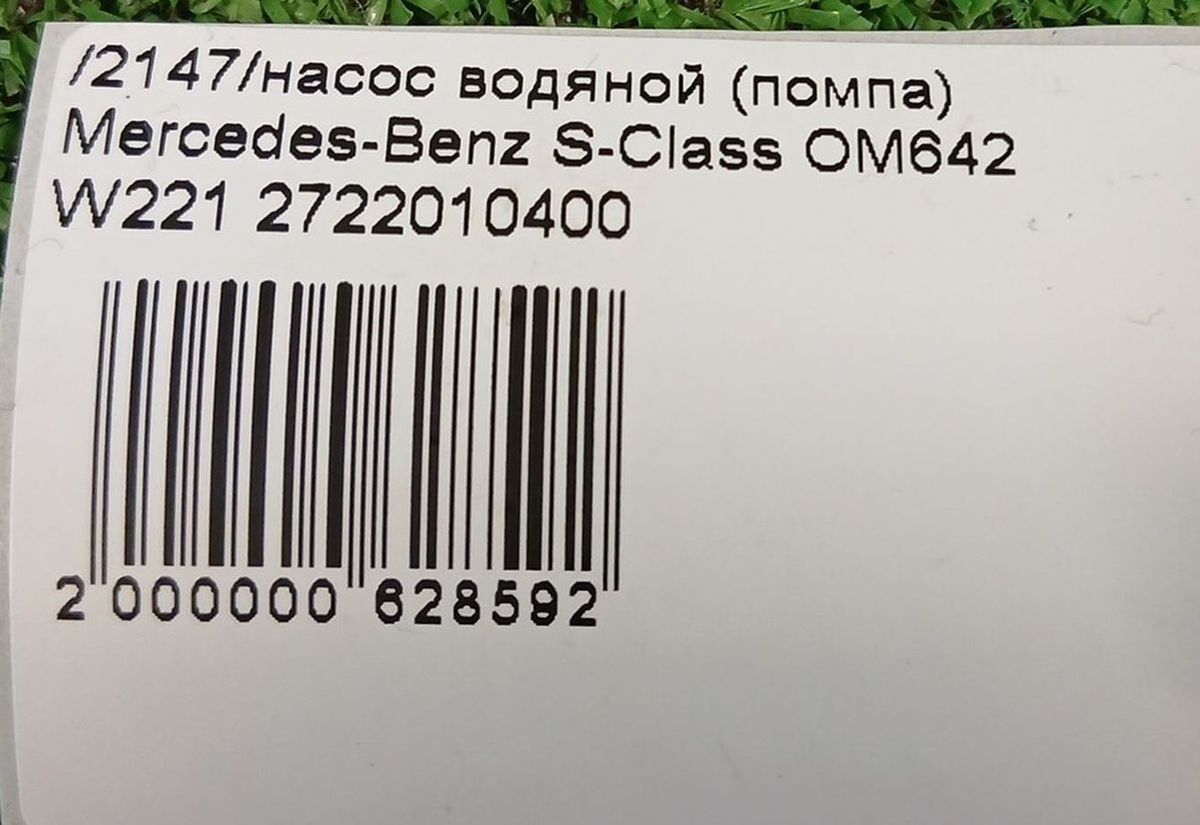 /2147/насос водяной (помпа)
Mercedes-Benz S-Class OM642
W221 2722010400
2 000000 628592